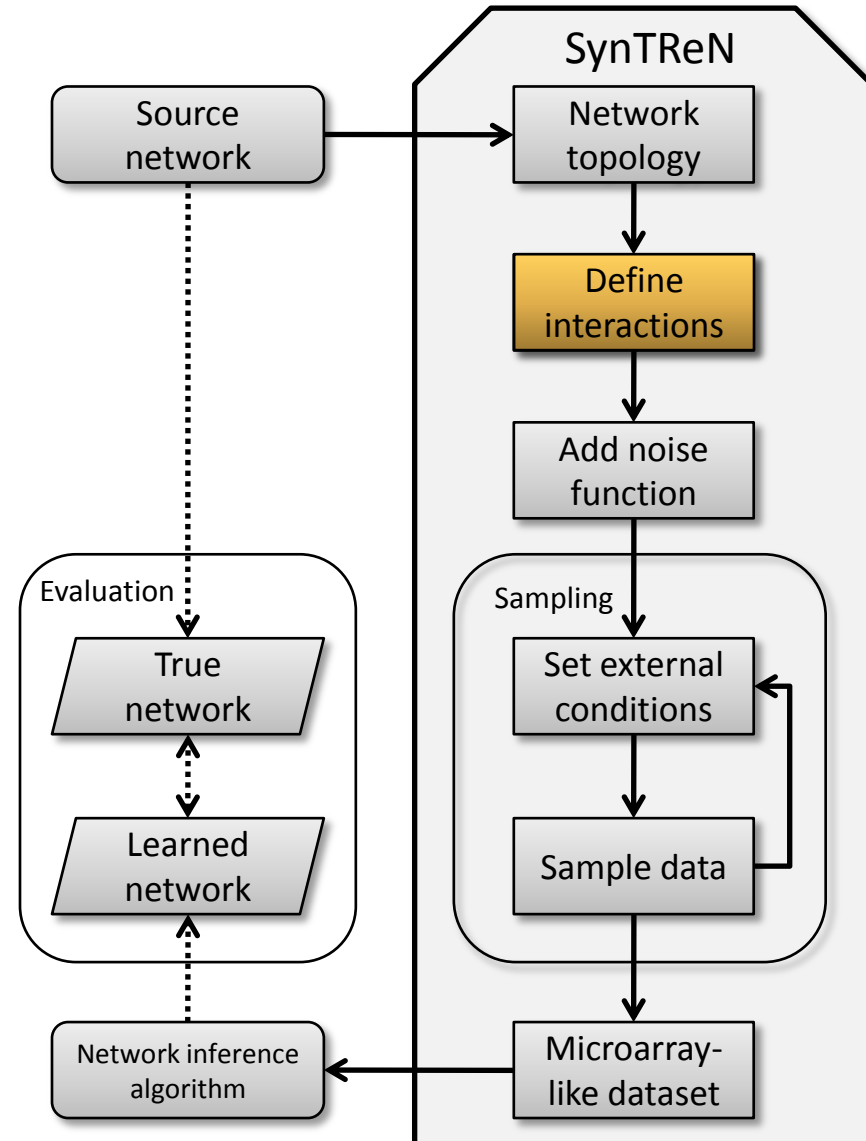 SynTReN
Source
network
Network
topology
Define
interactions
Add noise
function
Evaluation
Sampling
True
network
Set external
conditions
Learned
network
Sample data
Network inference
algorithm
Microarray-
like dataset